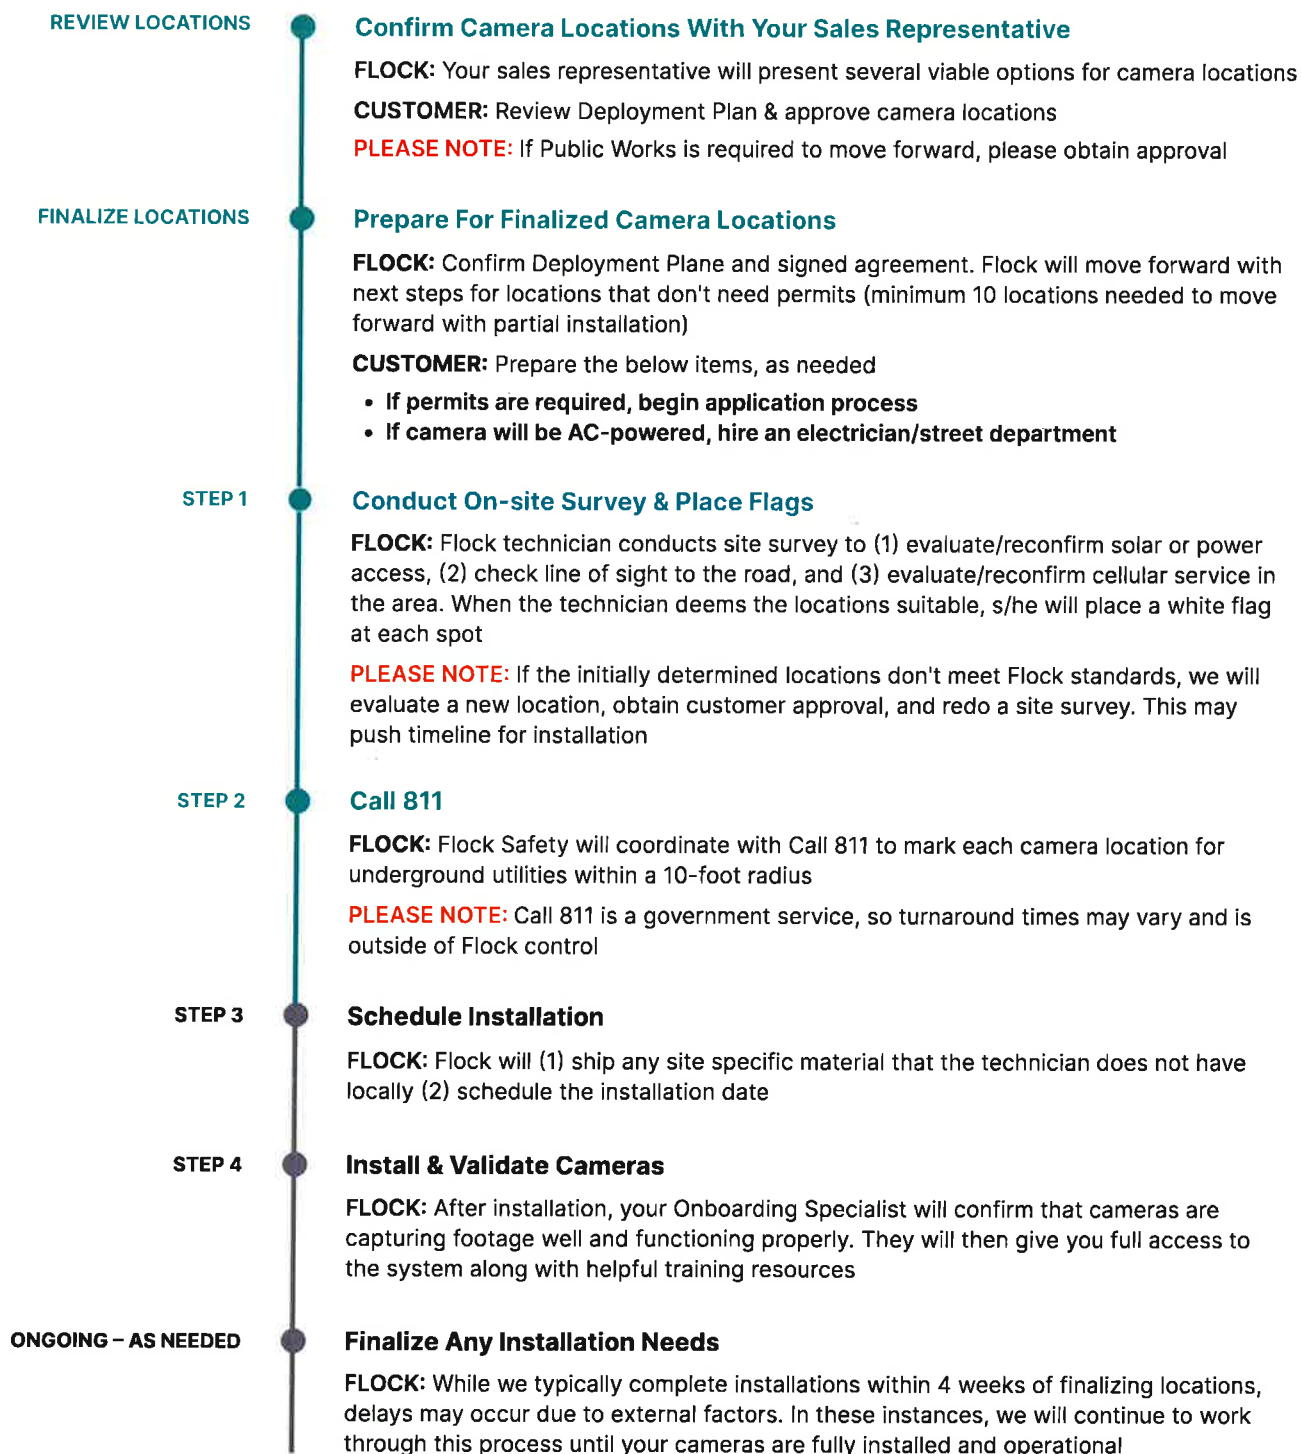 REVIEW LOCATIONS
Confirm Camera Locations With Your Sales Representative
FLOCK: Your sales representative will present several viable options for camera locations
CUSTOMER: Review Deployment Plan & approve camera locations
PLEASE NOTE: If Public Works is required to move forward, please obtain approval
FINALIZE LOCATIONS
Prepare For Finalized Camera Locations
FLOCK: Confirm Deployment Plane and signed agreement. Flock will move forward with
next steps for locations that don't need permits (minimum 10 locations needed to move
forward with partial installation)
CUSTOMER: Prepare the below items, as needed
• If permits are required, begin application process
• If camera will be AC-powered, hire an electrician/street department
STEP 1
Conduct On-site Survey & Place Flags
FLOCK: Flock technician conducts site survey to (1) evaluate/reconfirm solar or power
access, (2) check line of sight to the road, and (3) evaluate/reconfirm cellular service in
the area. When the technician deems the locations suitable, s/he will place a white flag
at each spot
PLEASE NOTE: If the initially determined locations don't meet Flock standards, we will
evaluate a new location, obtain customer approval, and redo a site survey. This may
push timeline for installation
STEP 2
Call 811
FLOCK: Flock Safety will coordinate with Call 811 to mark each camera location for
underground utilities within a 10-foot radius
PLEASE NOTE: Call 811 is a government service, so turnaround times may vary and is
outside of Flock control
STEP 3
Schedule Installation
FLOCK: Flock will (1) ship any site specific material that the technician does not have
locally (2) schedule the installation date
STEP 4
Install & Validate Cameras
FLOCK: After installation, your Onboarding Specialist will confirm that cameras are
capturing footage well and functioning properly. They will then give you full access to
the system along with helpful training resources
ONGOING – AS NEEDED
Finalize Any Installation Needs
FLOCK: While we typically complete installations within 4 weeks of finalizing locations,
delays may occur due to external factors. In these instances, we will continue to work
through this process until your cameras are fully installed and operational